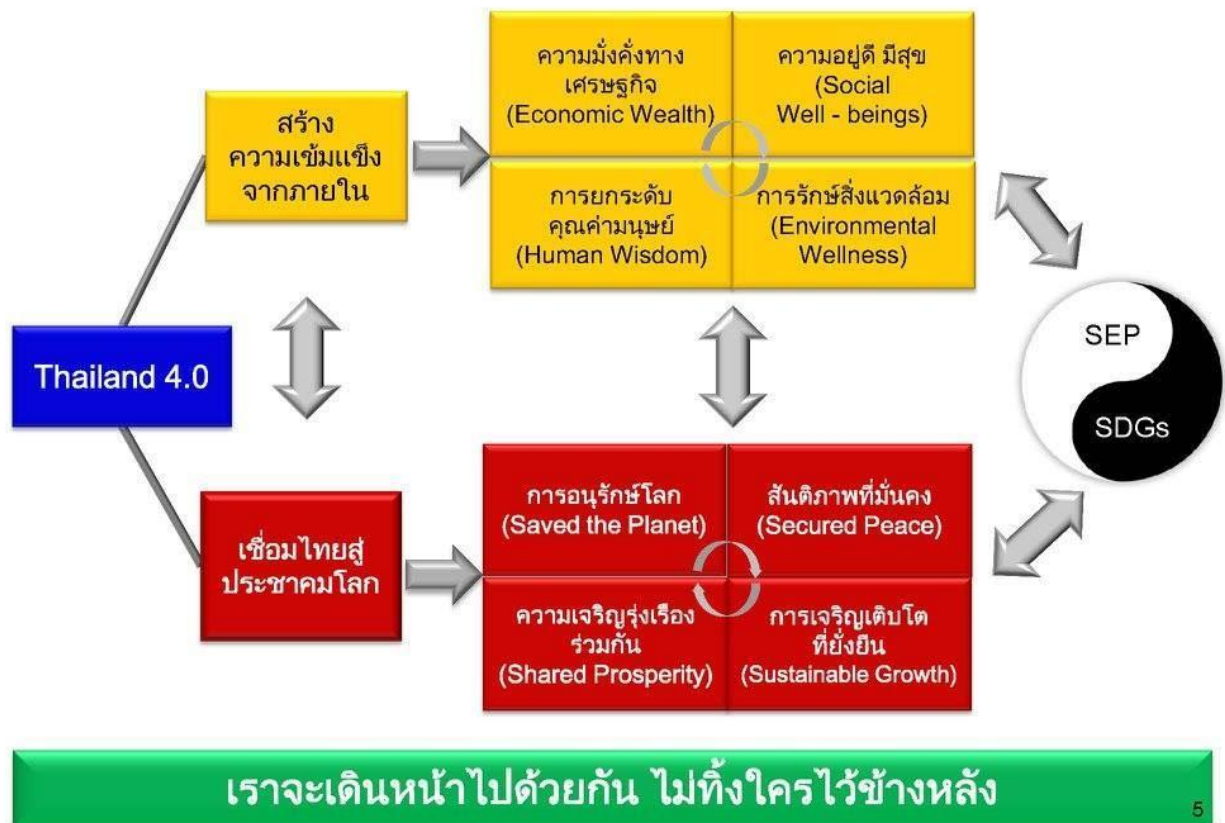 ความมั่งคั่งทาง
เศรษฐกิจ
(Economic Wealth)
ความอยู่ดี มีสุข
(Social
Well - beings)
สร้าง
ความเข้มแข็ง
จากภายใน
การยกระดับ
คุณค่ามนุษย์
(Human Wisdom)
การรักษ์สิ่งแวดล้อม
(Environmental
Wellness)
Thailand 4.0
SEP
SDGs
การอนุรักษ์โลก
(Saved the Planet)
สันติภาพที่มั่นคง
(Secured Peace)
เชื่อมไทยสู่
ประชาคมโลก
ความเจริญรุ่งเรือง
ร่วมกัน
(Shared Prosperity)
การเจริญเติบโต
ที่ยั่งยืน
(Sustainable Growth)
เราจะเดินหน้าไปด้วยกัน ไม่ทิ้งใครไว้ข้างหลัง
5